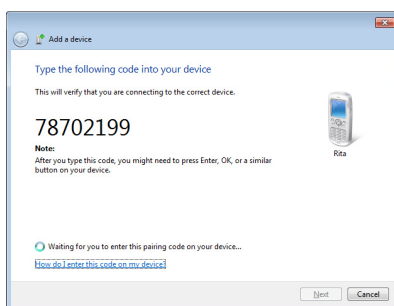 Add a device
Type the following code into your device
This will verify that you are connecting to the correct device.
78702199
Note:
After you type this code, you might need to press Enter, OK, or a similar
button on your device.
Rita
Waiting for you to enter this pairing code on your device...
How do I enter this code on my device?
Next Cancel